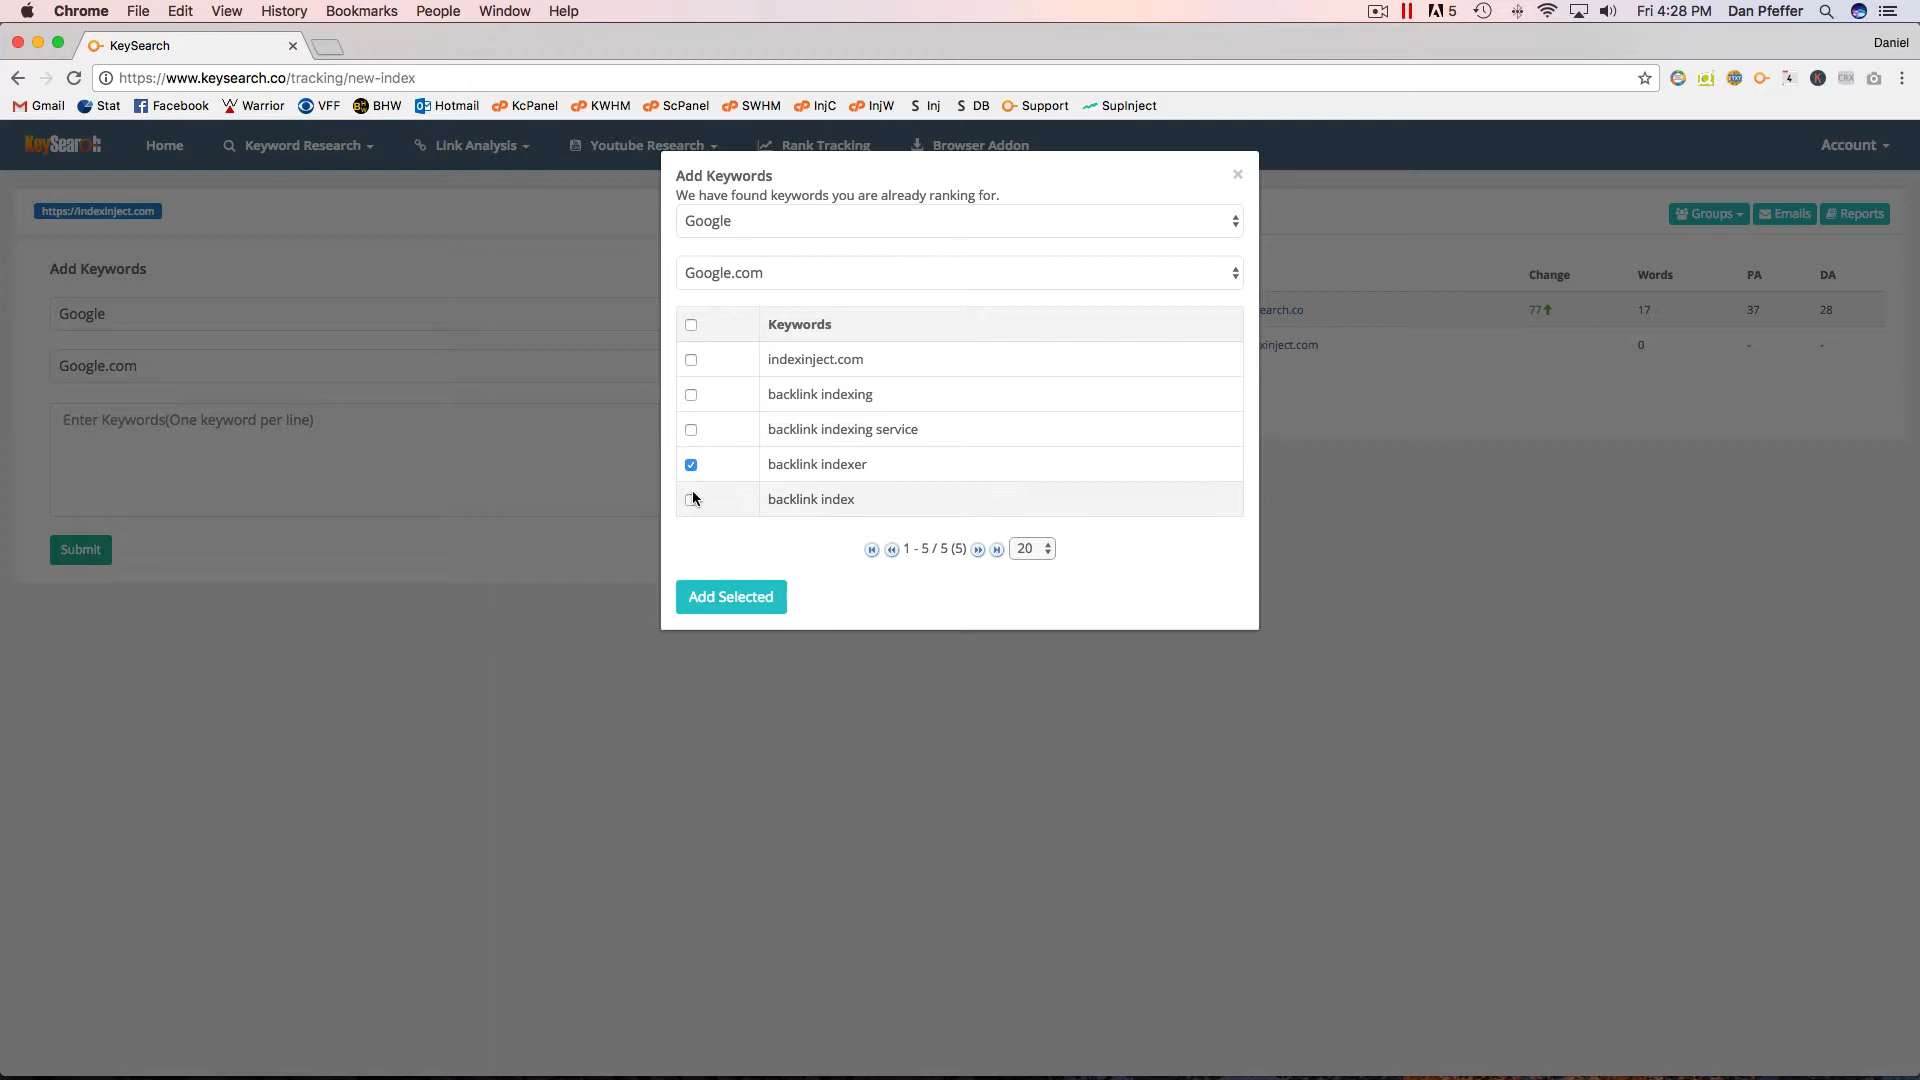 Chrome File Edit View History Bookmarks People Window Help 5 Fri 4:28 PM Dan Pfeffer
KeySearch Daniel
https://www.keysearch.co/tracking/new-index
Gmail Stat Facebook Warrior VFF BHW Hotmail KcPanel KWHM ScPanel SWHM InjC InjW Inj DB Support SupInject
KeySearch Home Keyword Research Link Analysis Youtube Research Rank Tracking Browser Addon Account
https://indexinject.com Groups Emails Reports
Add Keywords
Google
Google.com
Enter Keywords(One keyword per line)
Submit
Add Keywords ×
We have found keywords you are already ranking for.
Google
Google.com
Keywords
indexinject.com
backlink indexing
backlink indexing service
backlink indexer
backlink index
1 - 5 / 5 (5) 20
Add Selected
Change Words PA DA
earch.co 77 17 37 28
xinject.com 0 - -